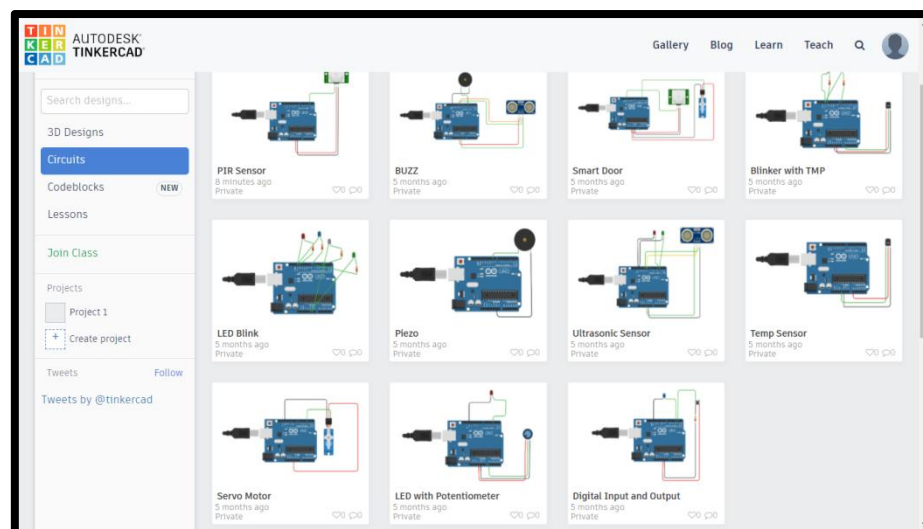 TIN
KER
CAD
AUTODESK
TINKERCAD
Gallery Blog Learn Teach
Search designs...
3D Designs
Circuits
Codeblocks NEW
Lessons
Join Class
Projects
Project 1
+ Create project
Tweets Follow
Tweets by @tinkercad
PIR Sensor
8 minutes ago
Private 0 0
BUZZ
5 months ago
Private 0 0
Smart Door
5 months ago
Private 0 0
Blinker with TMP
5 months ago
Private 0 0
LED Blink
5 months ago
Private 0 0
Piezo
5 months ago
Private 0 0
Ultrasonic Sensor
5 months ago
Private 0 0
Temp Sensor
5 months ago
Private 0 0
Servo Motor
5 months ago
Private 0 0
LED with Potentiometer
5 months ago
Private 0 0
Digital Input and Output
5 months ago
Private 0 0